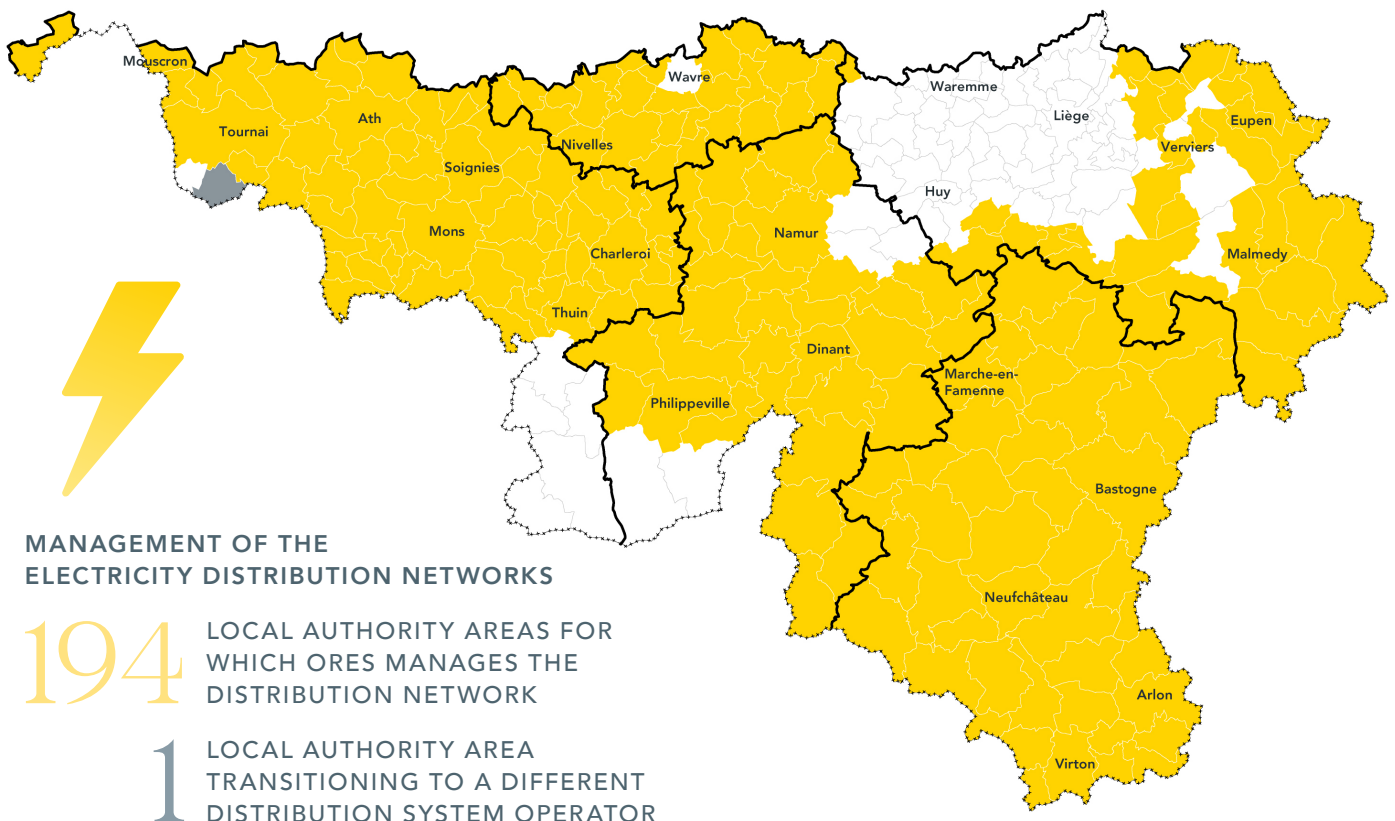 Mouscron
Wavre
Waremme
Liège
Ath
Tournai
Eupen
Nivelles
Verviers
Soignies
Huy
Mons
Namur
Charleroi
Malmedy
Thuin
Dinant
Marche-en-
Famenne
Philippeville
Bastogne
Neufchâteau
Arlon
Virton
MANAGEMENT OF THE
ELECTRICITY DISTRIBUTION NETWORKS
194
LOCAL AUTHORITY AREAS FOR
WHICH ORES MANAGES THE
DISTRIBUTION NETWORK
1
LOCAL AUTHORITY AREA
TRANSITIONING TO A DIFFERENT
DISTRIBUTION SYSTEM OPERATOR